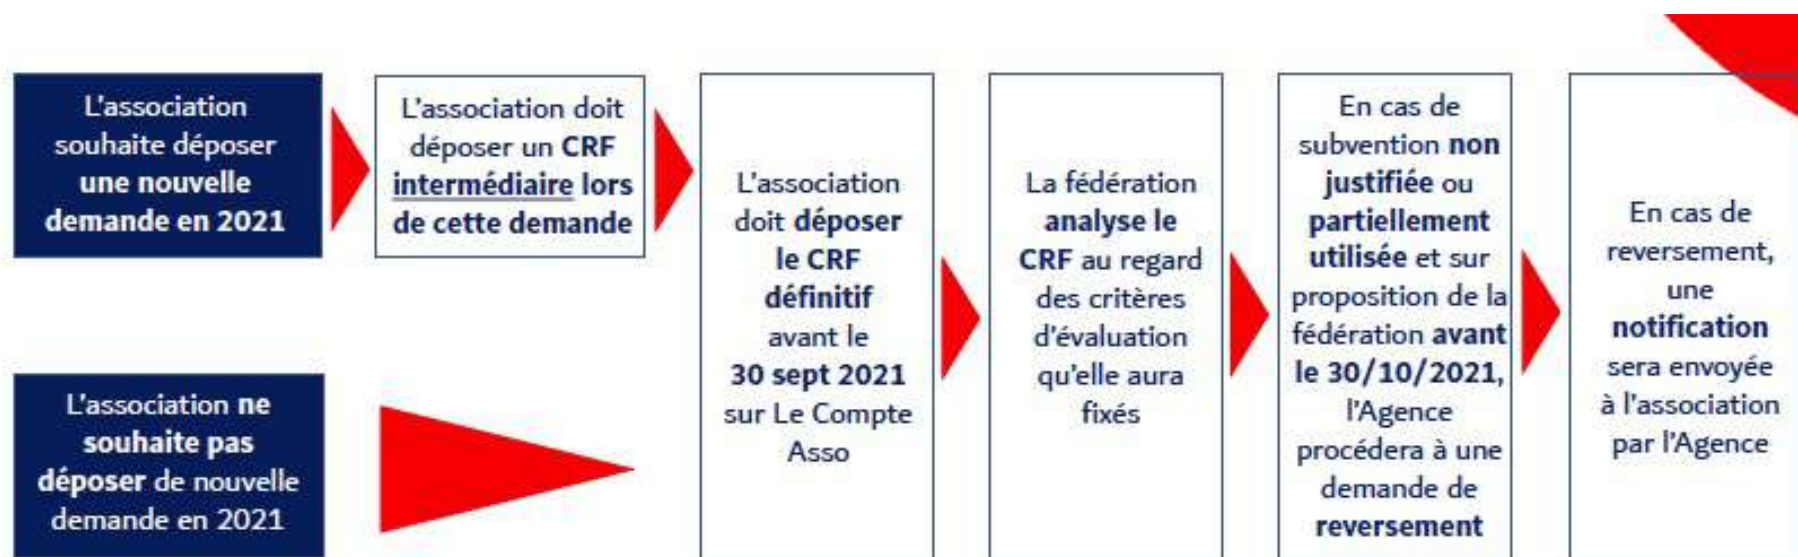 L'association
souhaite déposer
une nouvelle
demande en 2021
L'association doit
déposer un CRF
intermédiaire lors
de cette demande
L'association ne
souhaite pas
déposer de nouvelle
demande en 2021
L'association
doit déposer
le CRF
définitif
avant le
30 sept 2021
sur Le Compte
Asso
La fédération
analyse le
CRF au regard
des critères
d'évaluation
qu'elle aura
fixés
En cas de
subvention non
justifiée ou
partiellement
utilisée et sur
proposition de la
fédération avant
le 30/10/2021,
l'Agence
procédera à une
demande de
reversement
En cas de
reversement,
une
notification
sera envoyée
à l'association
par l'Agence